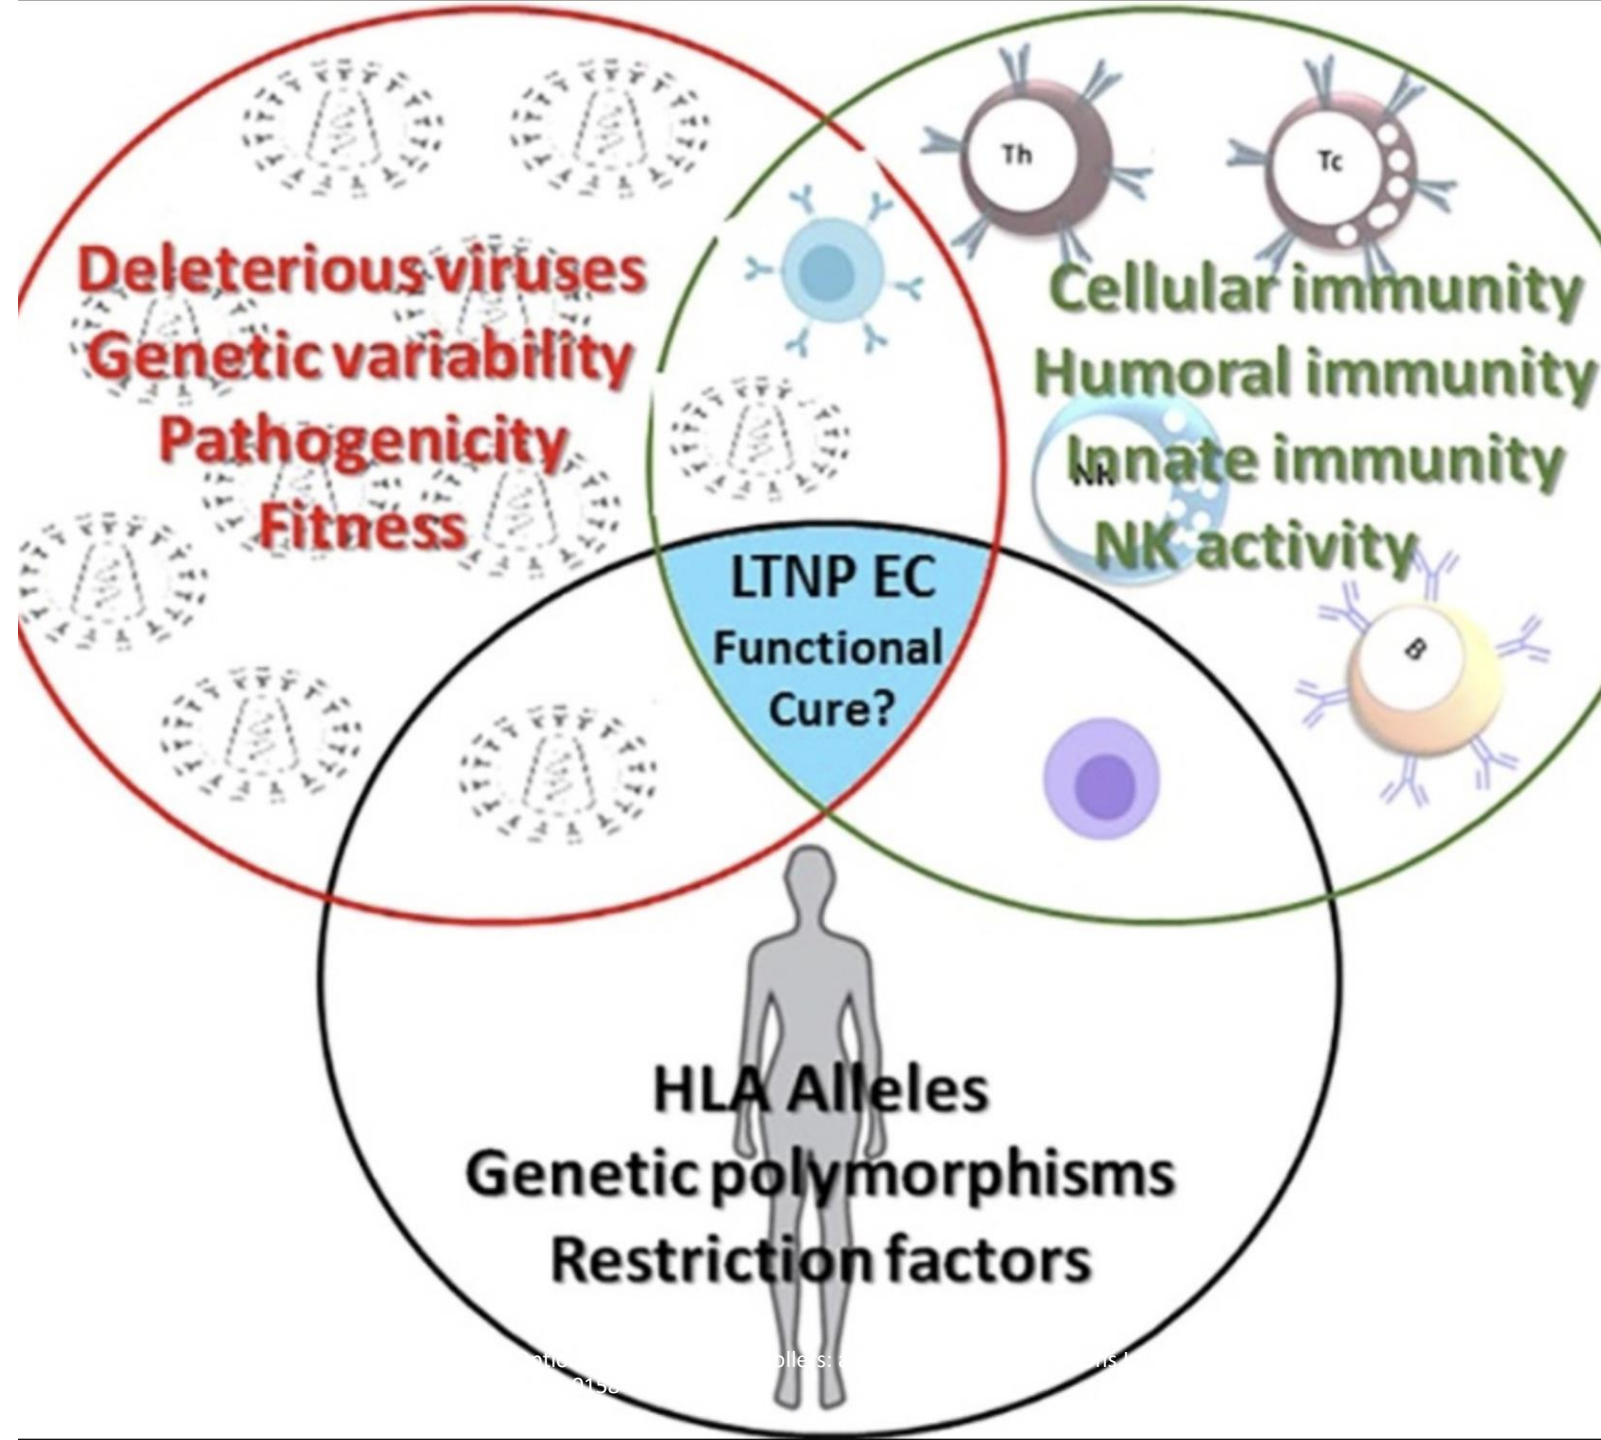 Th
Tc
Deleterious viruses
Genetic variability
Pathogenicity
Fitness
Cellular immunity
Humoral immunity
Innate immunity
NK activity
NK
B
LTNP EC
Functional
Cure?
HLA Alleles
Genetic polymorphisms
Restriction factors